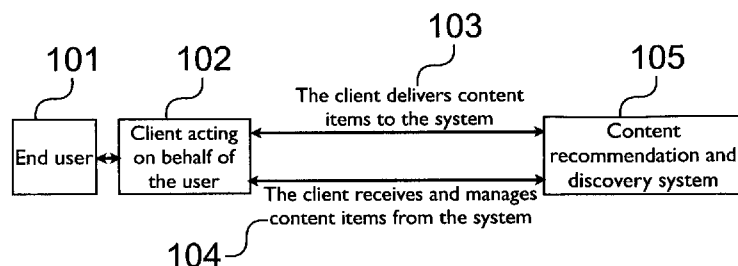 101
102
103
105
The client delivers content
items to the system
End user
Client acting
on behalf of
the user
Content
recommendation and
discovery system
The client receives and manages
content items from the system
104